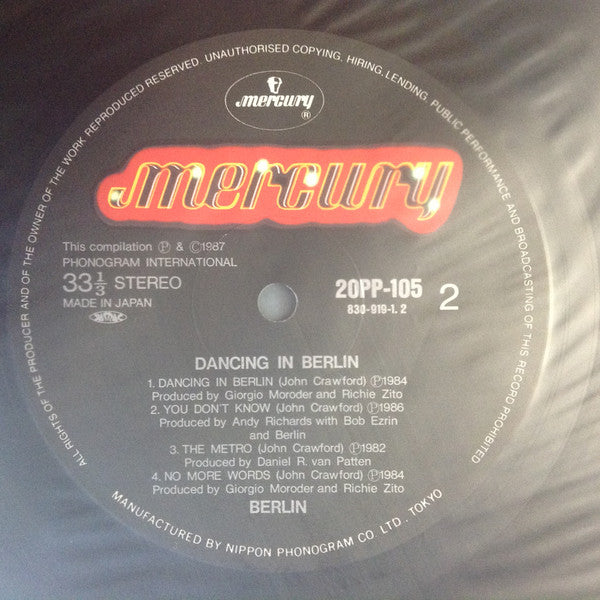 ALL RIGHTS OF THE PRODUCER AND OF THE OWNER OF THE WORK REPRODUCED RESERVED. UNAUTHORISED COPYING, HIRING, LENDING, PUBLIC PERFORMANCE AND BROADCASTING OF THIS RECORD PROHIBITED
mercury
®
mercury
This compilation Ⓟ & ©1987
PHONOGRAM INTERNATIONAL
33⅓ STEREO
MADE IN JAPAN
20PP-105
830-919-1. 2
2
DANCING IN BERLIN
1. DANCING IN BERLIN (John Crawford) Ⓟ1984
Produced by Giorgio Moroder and Richie Zito
2. YOU DON'T KNOW (John Crawford) Ⓟ1986
Produced by Andy Richards with Bob Ezrin
and Berlin
3. THE METRO (John Crawford) Ⓟ1982
Produced by Daniel R. van Patten
4. NO MORE WORDS (John Crawford) Ⓟ1984
Produced by Giorgio Moroder and Richie Zito
BERLIN
MANUFACTURED BY NIPPON PHONOGRAM CO. LTD., TOKYO